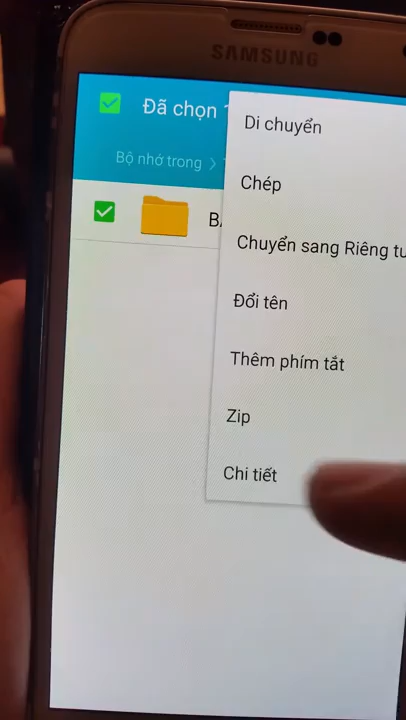 SAMSUNG
Đã chọn
Bộ nhớ trong >
Di chuyển
Chép
Chuyển sang Riêng tư
Đổi tên
Thêm phím tắt
Zip
Chi tiết